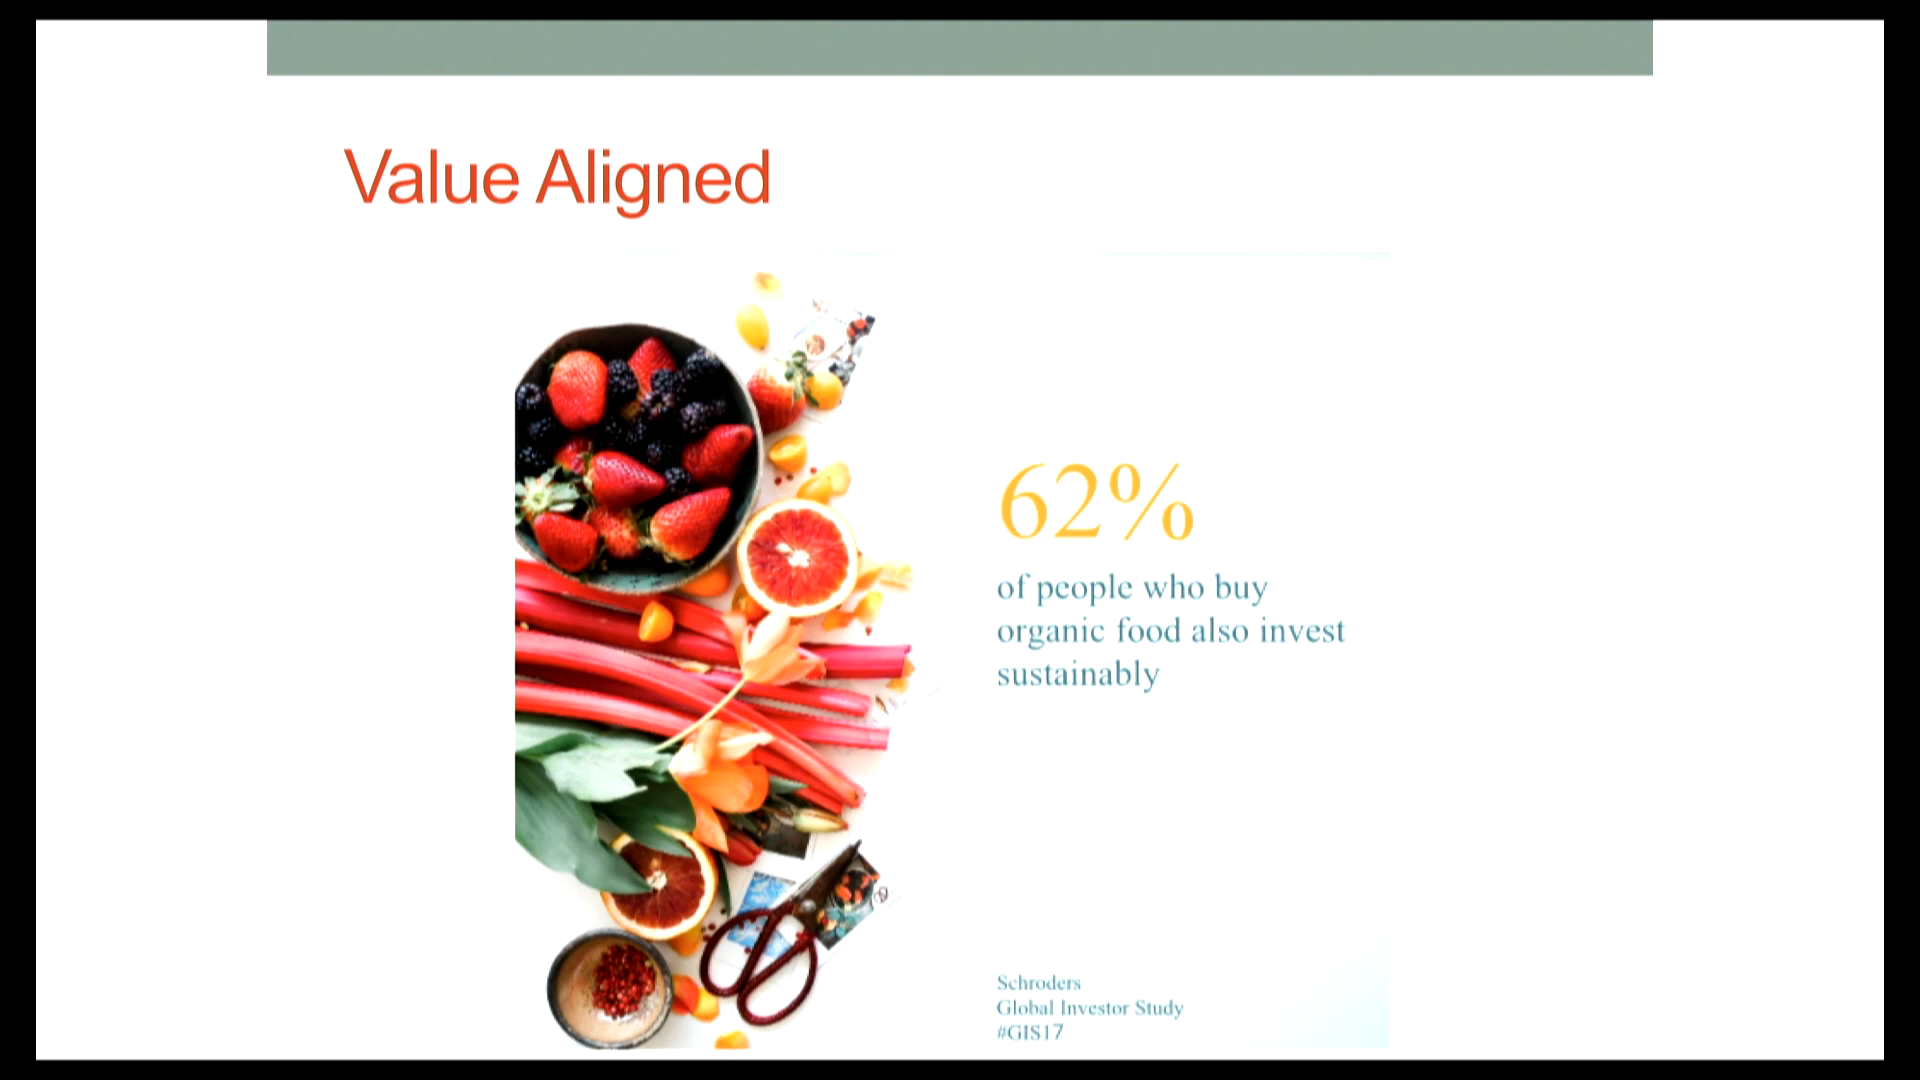 Value Aligned
62%
of people who buy
organic food also invest
sustainably
Schroders
Global Investor Study
#GIS17